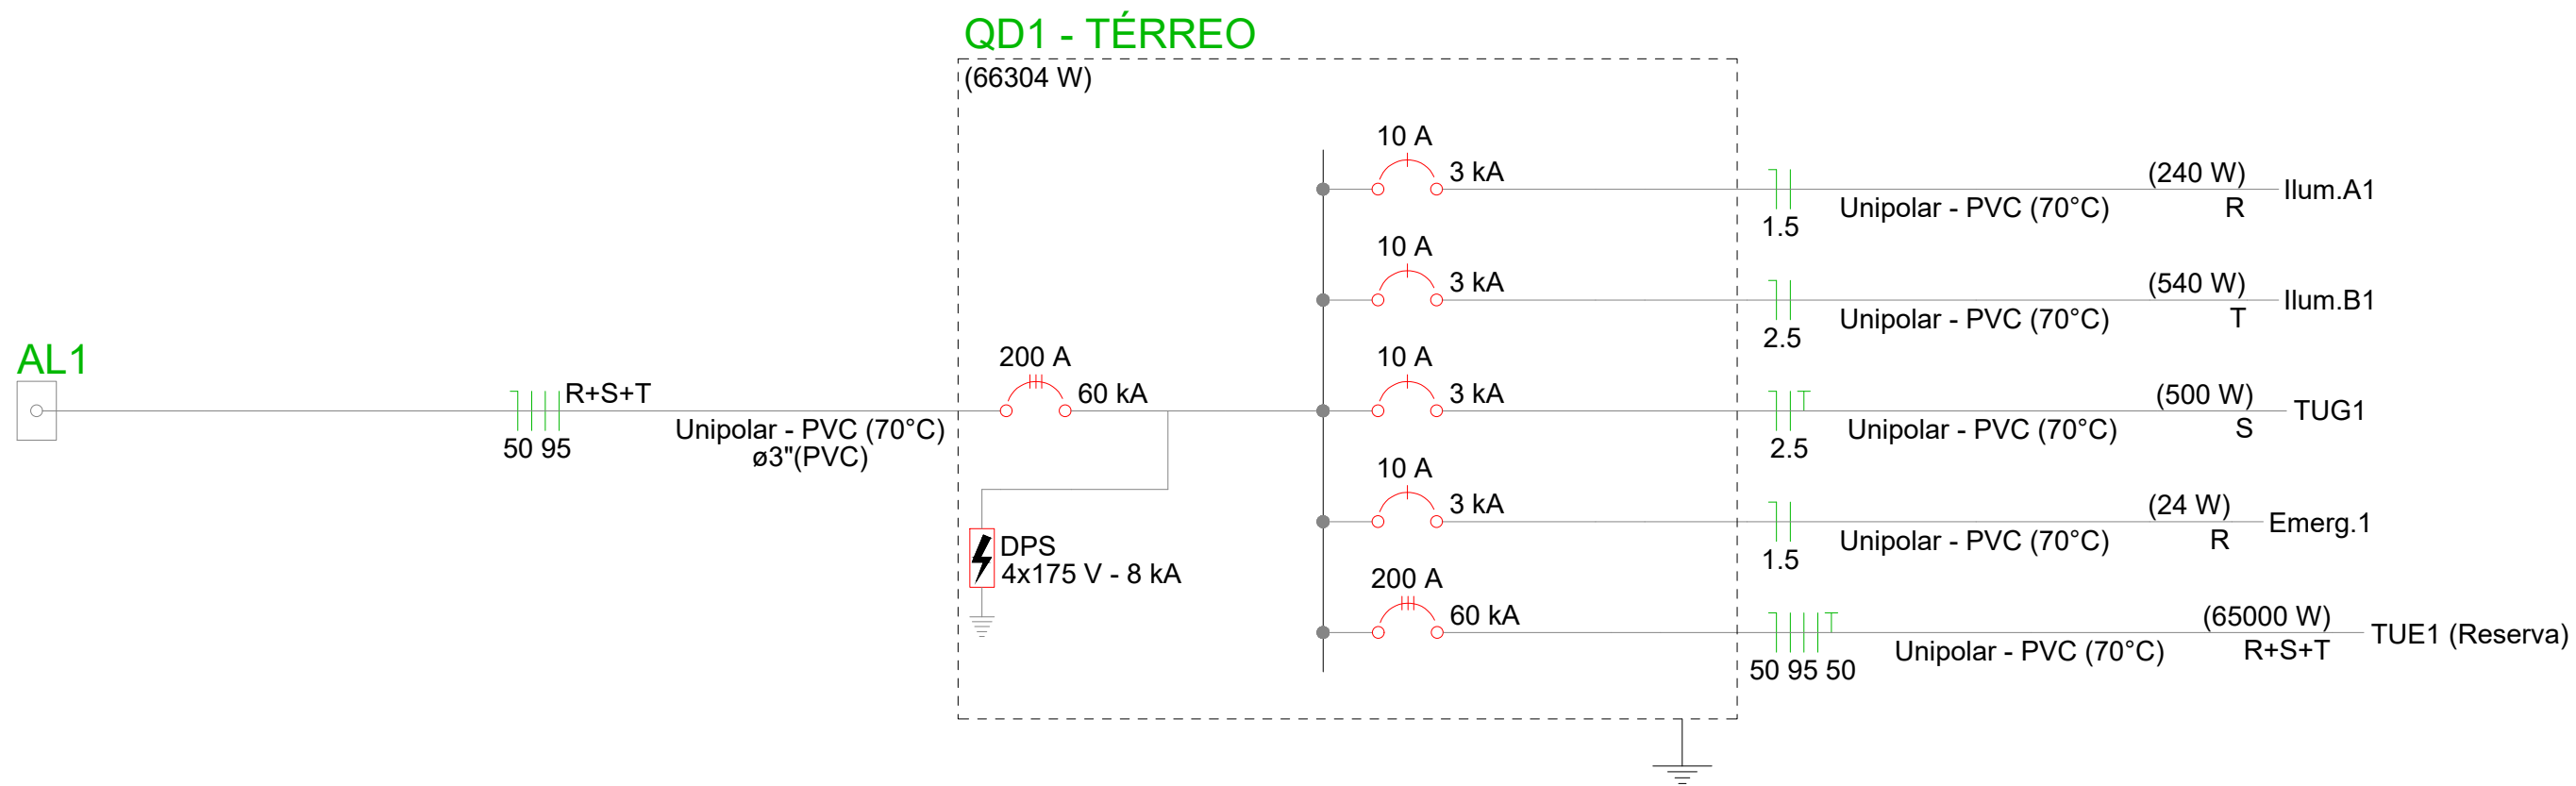 QD1 - TÉRREO
(66304 W)
AL1
R+S+T
50 95
Unipolar - PVC (70°C)
ø3"(PVC)
200 A
60 kA
DPS
4x175 V - 8 kA
10 A
3 kA
1.5
Unipolar - PVC (70°C)
(240 W)
R
Ilum.A1
10 A
3 kA
2.5
Unipolar - PVC (70°C)
(540 W)
T
Ilum.B1
10 A
3 kA
2.5
Unipolar - PVC (70°C)
(500 W)
S
TUG1
10 A
3 kA
1.5
Unipolar - PVC (70°C)
(24 W)
R
Emerg.1
200 A
60 kA
50 95 50
Unipolar - PVC (70°C)
(65000 W)
R+S+T
TUE1 (Reserva)